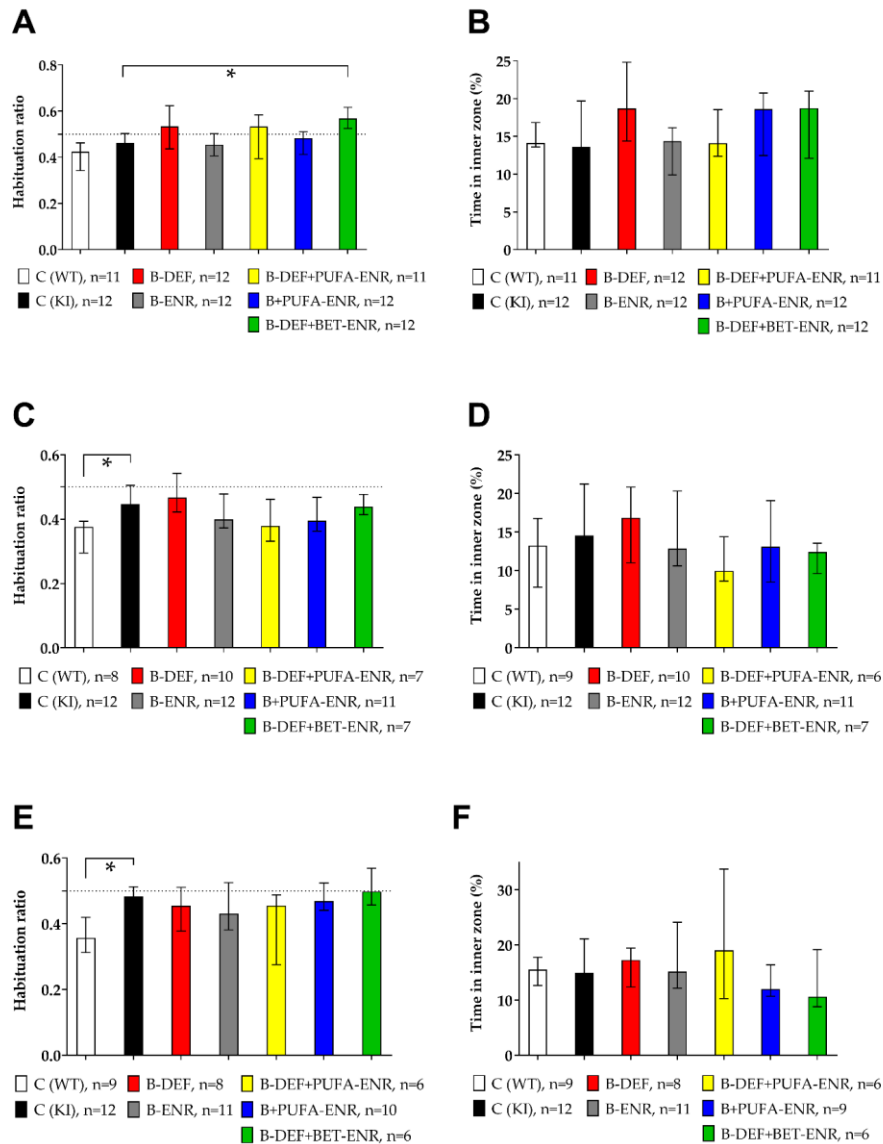 A
B
Habituation ratio
0.8
0.6
0.4
0.2
0.0
*
Time in inner zone (%)
25
20
15
10
5
0
C (WT), n=11
B-DEF, n=12
B-DEF+PUFA-ENR, n=11
C (KI), n=12
B-ENR, n=12
B+PUFA-ENR, n=12
B-DEF+BET-ENR, n=12
C (WT), n=11
B-DEF, n=12
B-DEF+PUFA-ENR, n=11
C (KI), n=12
B-ENR, n=12
B+PUFA-ENR, n=12
B-DEF+BET-ENR, n=12
C
D
Habituation ratio
0.6
0.4
0.2
0.0
*
Time in inner zone (%)
25
20
15
10
5
0
C (WT), n=8
B-DEF, n=10
B-DEF+PUFA-ENR, n=7
C (KI), n=12
B-ENR, n=12
B+PUFA-ENR, n=11
B-DEF+BET-ENR, n=7
C (WT), n=9
B-DEF, n=10
B-DEF+PUFA-ENR, n=6
C (KI), n=12
B-ENR, n=12
B+PUFA-ENR, n=11
B-DEF+BET-ENR, n=7
E
F
Habituation ratio
0.6
0.4
0.2
0.0
*
Time in inner zone (%)
30
20
10
0
C (WT), n=9
B-DEF, n=8
B-DEF+PUFA-ENR, n=6
C (KI), n=12
B-ENR, n=11
B+PUFA-ENR, n=10
B-DEF+BET-ENR, n=6
C (WT), n=9
B-DEF, n=8
B-DEF+PUFA-ENR, n=6
C (KI), n=12
B-ENR, n=11
B+PUFA-ENR, n=9
B-DEF+BET-ENR, n=6